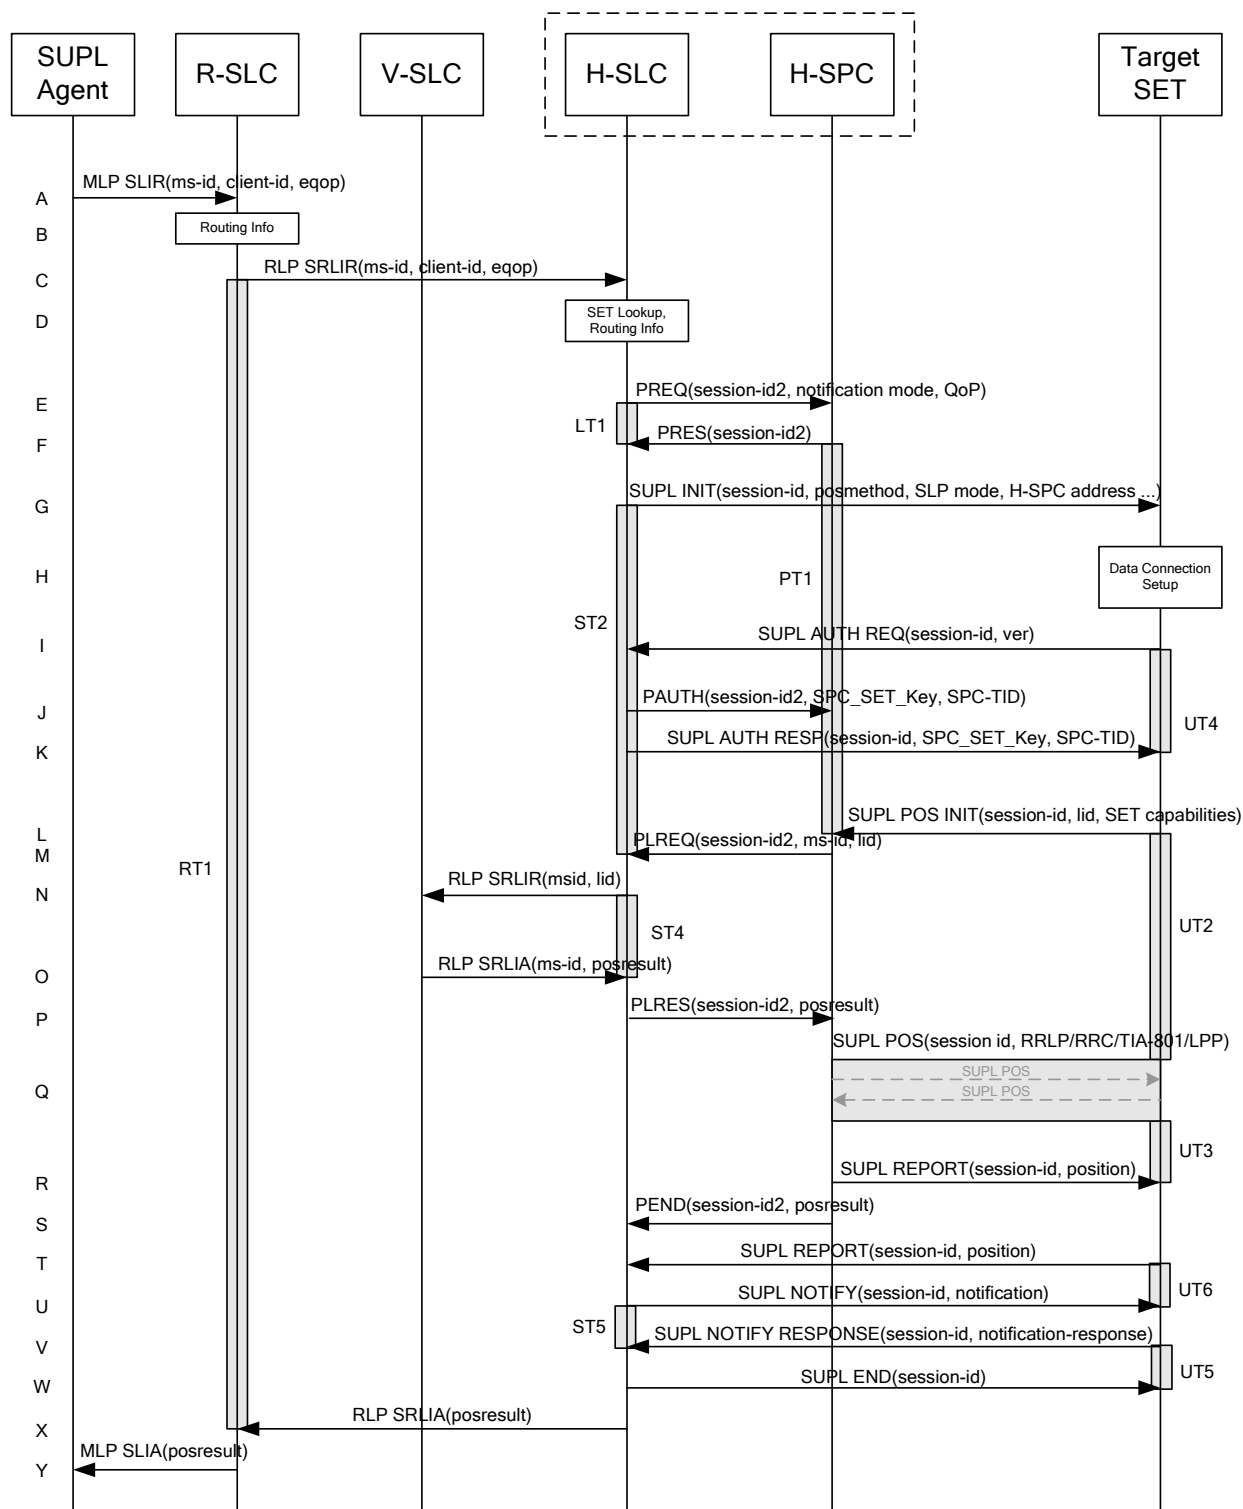 SUPL
Agent
R-SLC
V-SLC
H-SLC
H-SPC
Target
SET
MLP SLIR(ms-id, client-id, eqop)
A
B
Routing Info
RLP SRLIR(ms-id, client-id, eqop)
C
D
SET Lookup,
Routing Info
PREQ(session-id2, notification mode, QoP)
E
LT1
PRES(session-id2)
F
SUPL INIT(session-id, posmethod, SLP mode, H-SPC address ...)
G
H
PT1
Data Connection
Setup
ST2
SUPL AUTH REQ(session-id, ver)
I
PAUTH(session-id2, SPC_SET_Key, SPC-TID)
J
UT4
SUPL AUTH RESP(session-id, SPC_SET_Key, SPC-TID)
K
SUPL POS INIT(session-id, lid, SET capabilities)
L
PLREQ(session-id2, ms-id, lid)
M
RT1
RLP SRLIR(msid, lid)
N
ST4
UT2
RLP SRLIA(ms-id, posresult)
O
PLRES(session-id2, posresult)
P
SUPL POS(session id, RRLP/RRC/TIA-801/LPP)
SUPL POS
Q
SUPL POS
UT3
SUPL REPORT(session-id, position)
R
PEND(session-id2, posresult)
S
SUPL REPORT(session-id, position)
T
UT6
SUPL NOTIFY(session-id, notification)
U
ST5
SUPL NOTIFY RESPONSE(session-id, notification-response)
V
UT5
SUPL END(session-id)
W
RLP SRLIA(posresult)
X
MLP SLIA(posresult)
Y